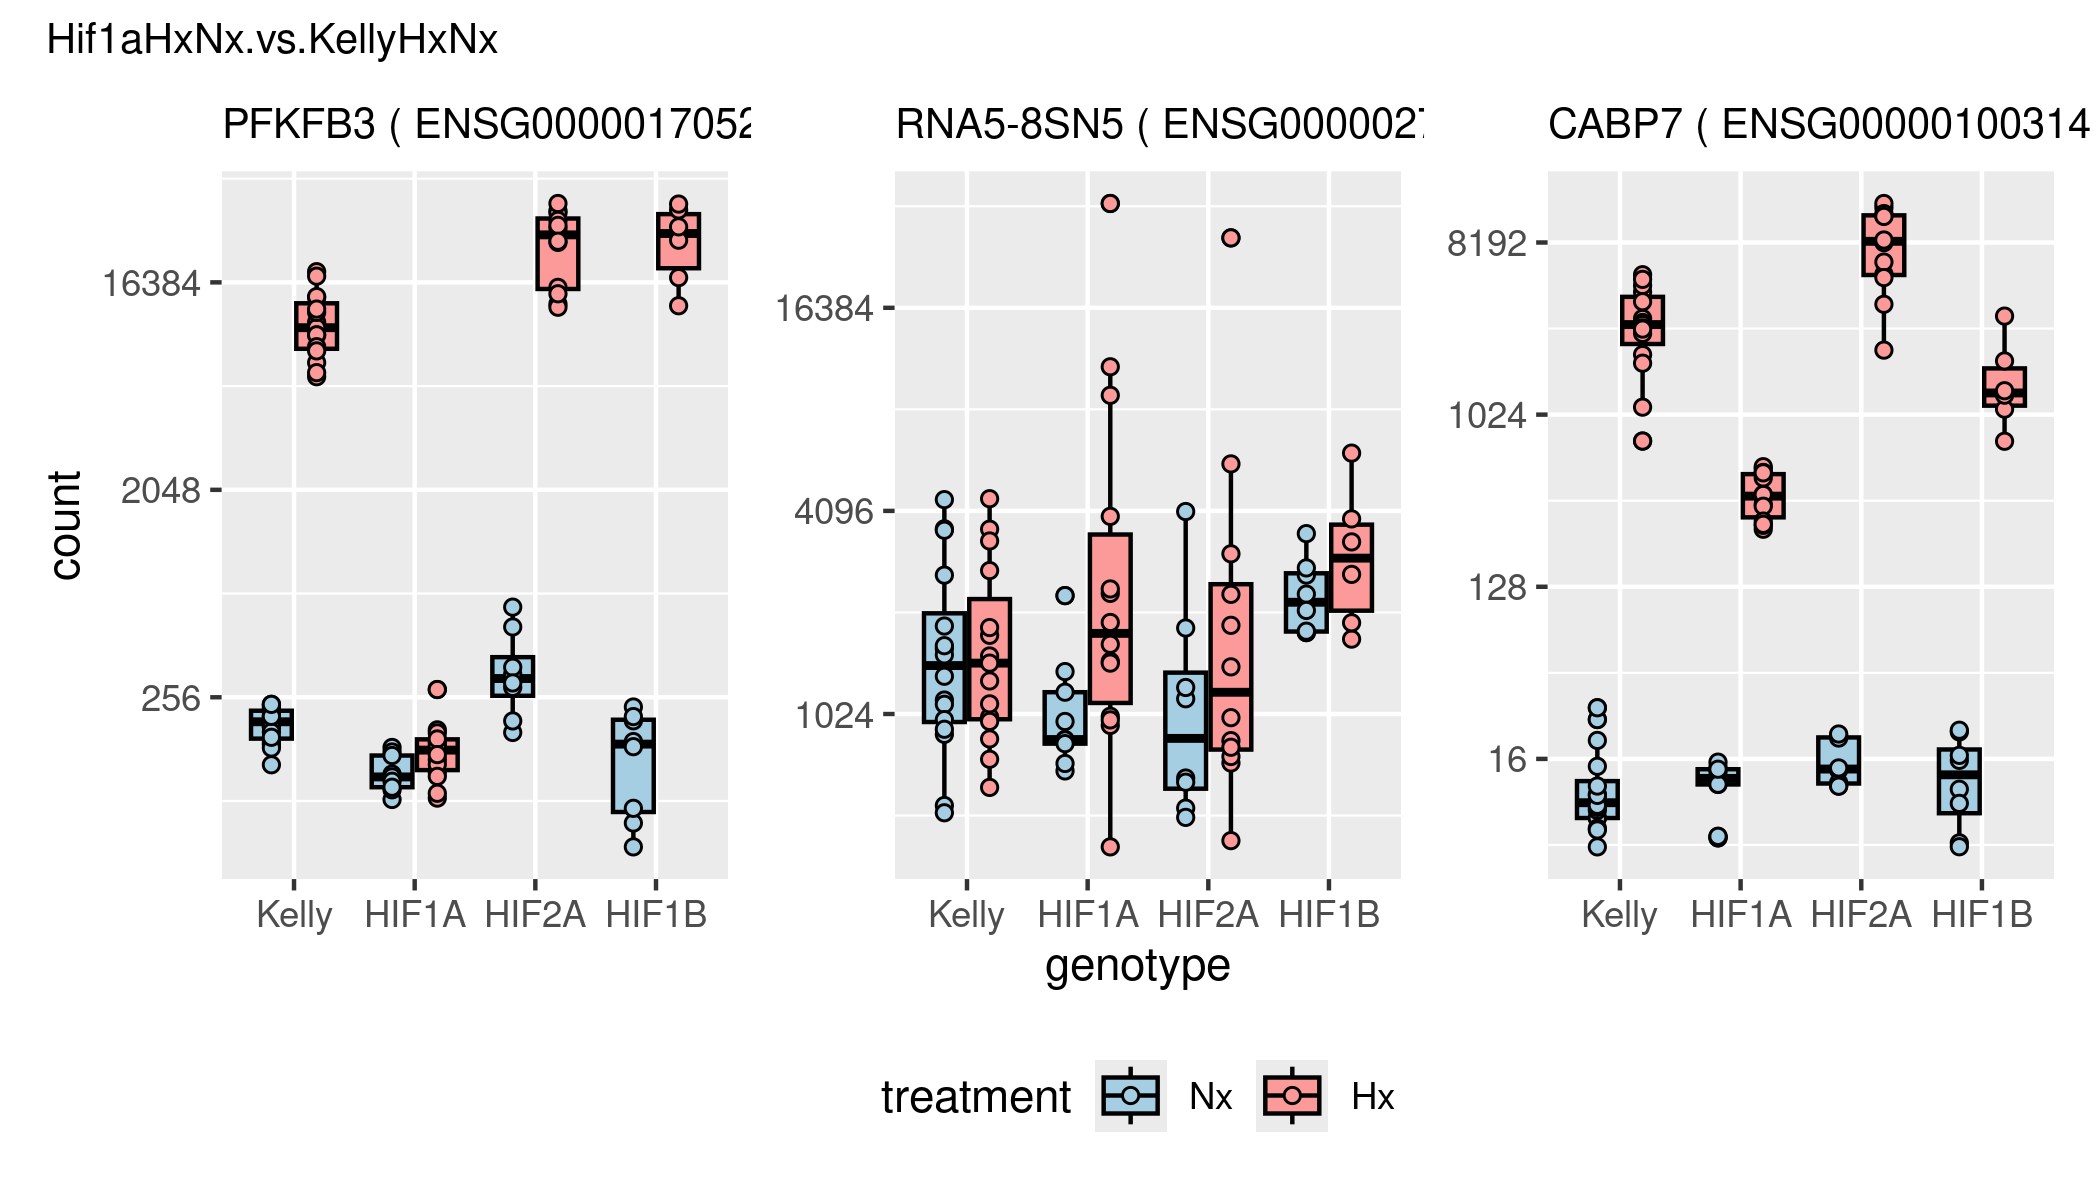 Hif1aHxNx.vs.KellyHxNx
PFKFB3 ( ENSG0000017052
RNA5-8SN5 ( ENSG0000027
CABP7 ( ENSG00000100314
count
16384
2048
256
16384
4096
1024
8192
1024
128
16
Kelly HIF1A HIF2A HIF1B
Kelly HIF1A HIF2A HIF1B
Kelly HIF1A HIF2A HIF1B
genotype
treatment Nx Hx